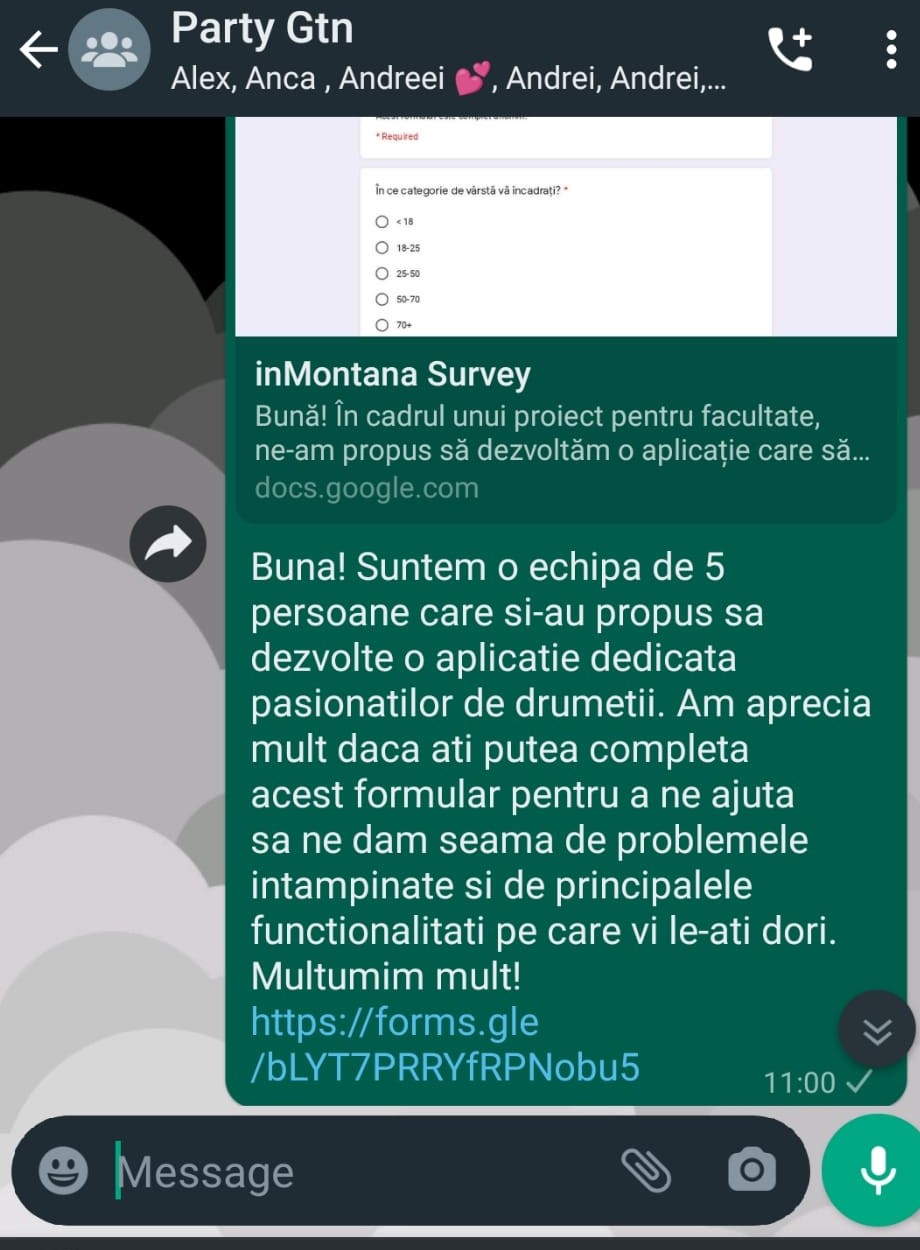 Party Gtn
Alex, Anca , Andreei 💕, Andrei, Andrei,...
* Required
În ce categorie de vârstă vă încadrați? *
< 18
18-25
25-50
50-70
70+
inMontana Survey
Bună! În cadrul unui proiect pentru facultate,
ne-am propus să dezvoltăm o aplicație care să...
docs.google.com
Buna! Suntem o echipa de 5
persoane care si-au propus sa
dezvolte o aplicatie dedicata
pasionatilor de drumetii. Am aprecia
mult daca ati putea completa
acest formular pentru a ne ajuta
sa ne dam seama de problemele
intampinate si de principalele
functionalitati pe care vi le-ati dori.
Multumim mult!
https://forms.gle
/bLYT7PRRYfRPNobu5
11:00
Message